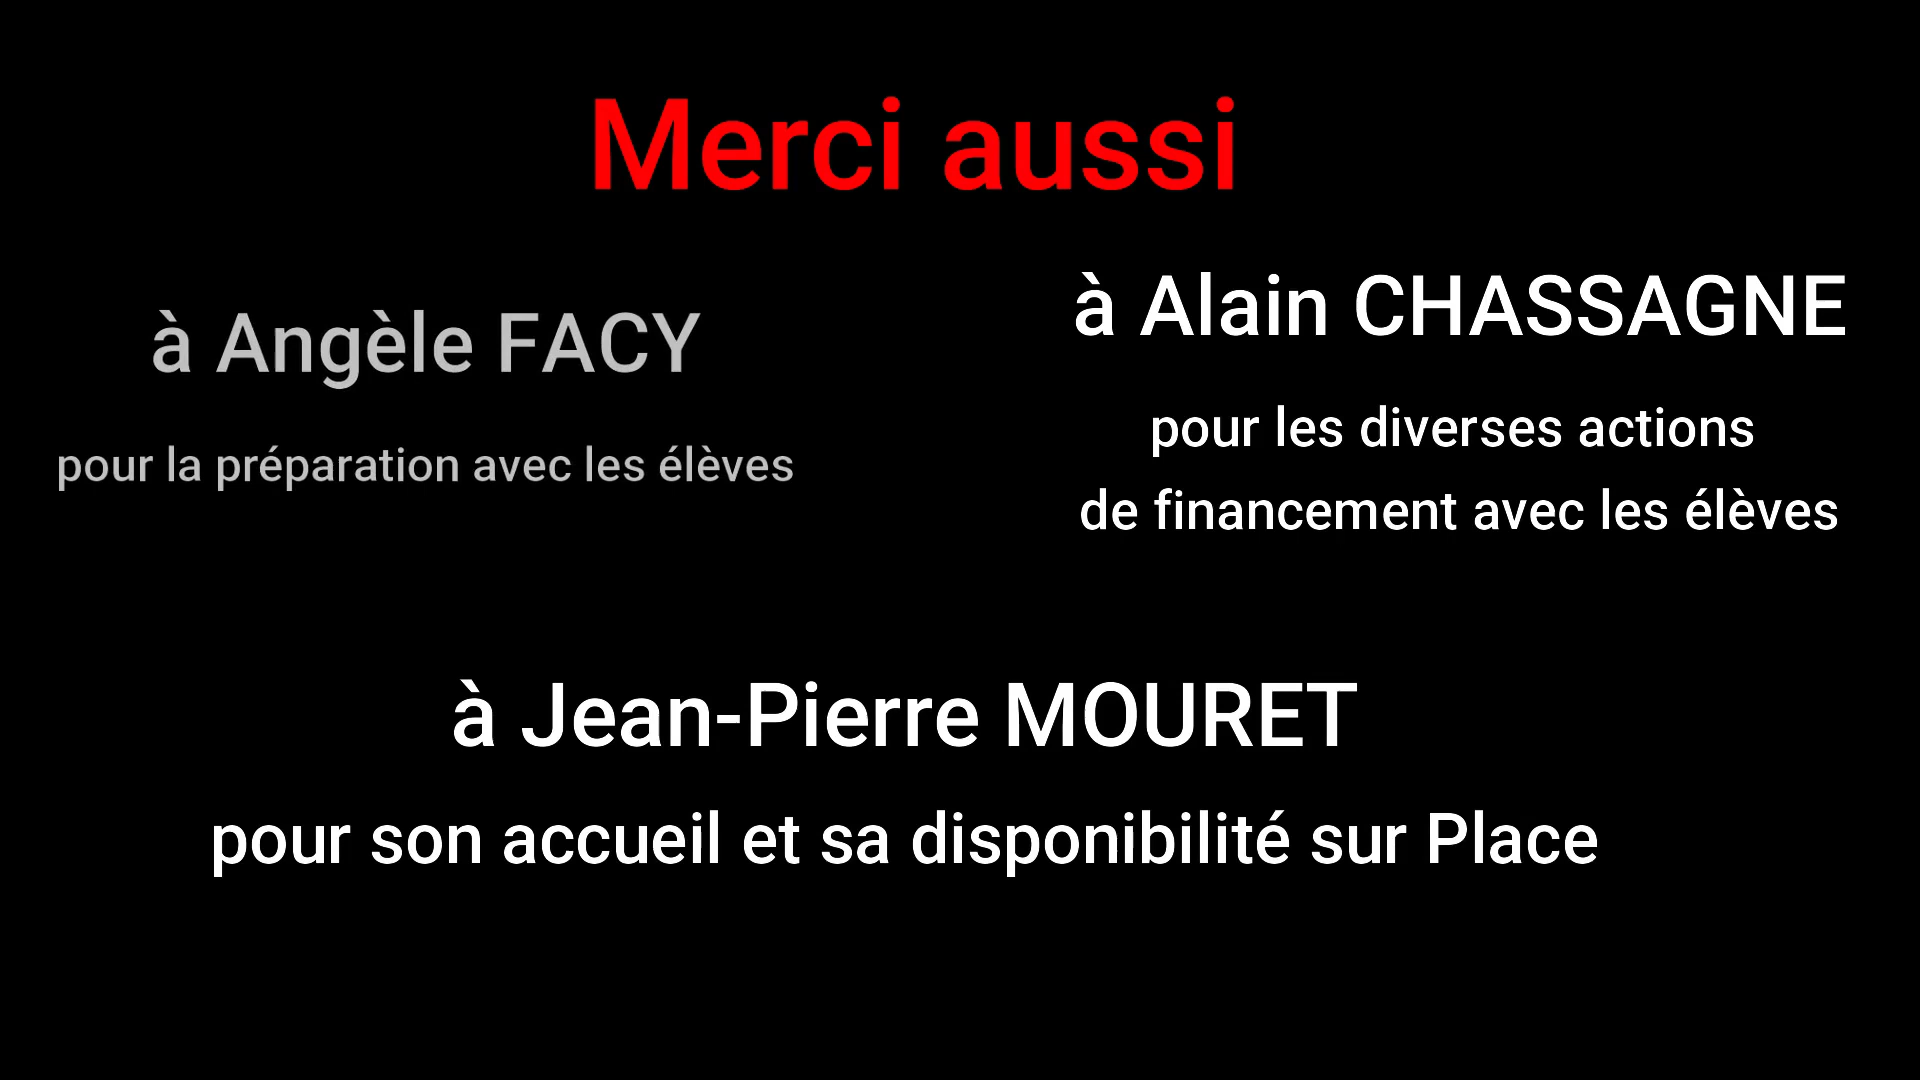 Merci aussi
à Angèle FACY
pour la préparation avec les élèves
à Alain CHASSAGNE
pour les diverses actions
de financement avec les élèves
à Jean-Pierre MOURET
pour son accueil et sa disponibilité sur Place